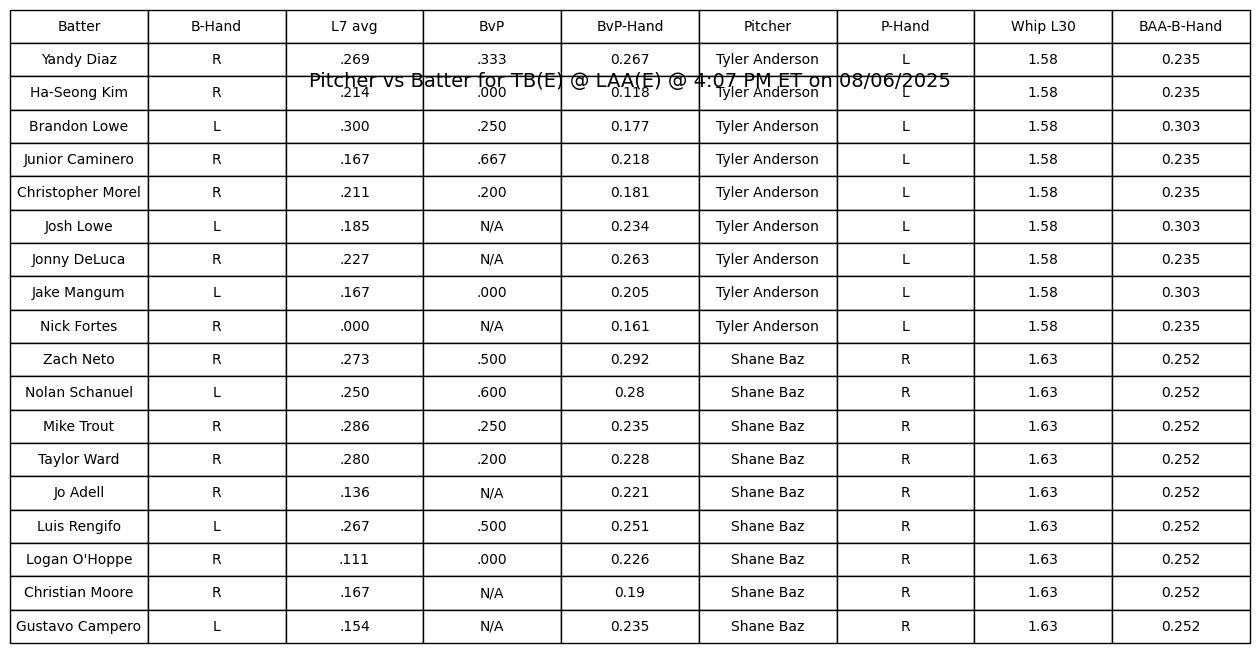 Batter B-Hand L7 avg BvP BvP-Hand Pitcher P-Hand Whip L30 BAA-B-Hand
Yandy Diaz R .269 .333 0.267 Tyler Anderson L 1.58 0.235
Pitcher vs Batter for TB(E) @ LAA(E) @ 4:07 PM ET on 08/06/2025
Ha-Seong Kim R .214 .000 0.118 Tyler Anderson L 1.58 0.235
Brandon Lowe L .300 .250 0.177 Tyler Anderson L 1.58 0.303
Junior Caminero R .167 .667 0.218 Tyler Anderson L 1.58 0.235
Christopher Morel R .211 .200 0.181 Tyler Anderson L 1.58 0.235
Josh Lowe L .185 N/A 0.234 Tyler Anderson L 1.58 0.303
Jonny DeLuca R .227 N/A 0.263 Tyler Anderson L 1.58 0.235
Jake Mangum L .167 .000 0.205 Tyler Anderson L 1.58 0.303
Nick Fortes R .000 N/A 0.161 Tyler Anderson L 1.58 0.235
Zach Neto R .273 .500 0.292 Shane Baz R 1.63 0.252
Nolan Schanuel L .250 .600 0.28 Shane Baz R 1.63 0.252
Mike Trout R .286 .250 0.235 Shane Baz R 1.63 0.252
Taylor Ward R .280 .200 0.228 Shane Baz R 1.63 0.252
Jo Adell R .136 N/A 0.221 Shane Baz R 1.63 0.252
Luis Rengifo L .267 .500 0.251 Shane Baz R 1.63 0.252
Logan O'Hoppe R .111 .000 0.226 Shane Baz R 1.63 0.252
Christian Moore R .167 N/A 0.19 Shane Baz R 1.63 0.252
Gustavo Campero L .154 N/A 0.235 Shane Baz R 1.63 0.252